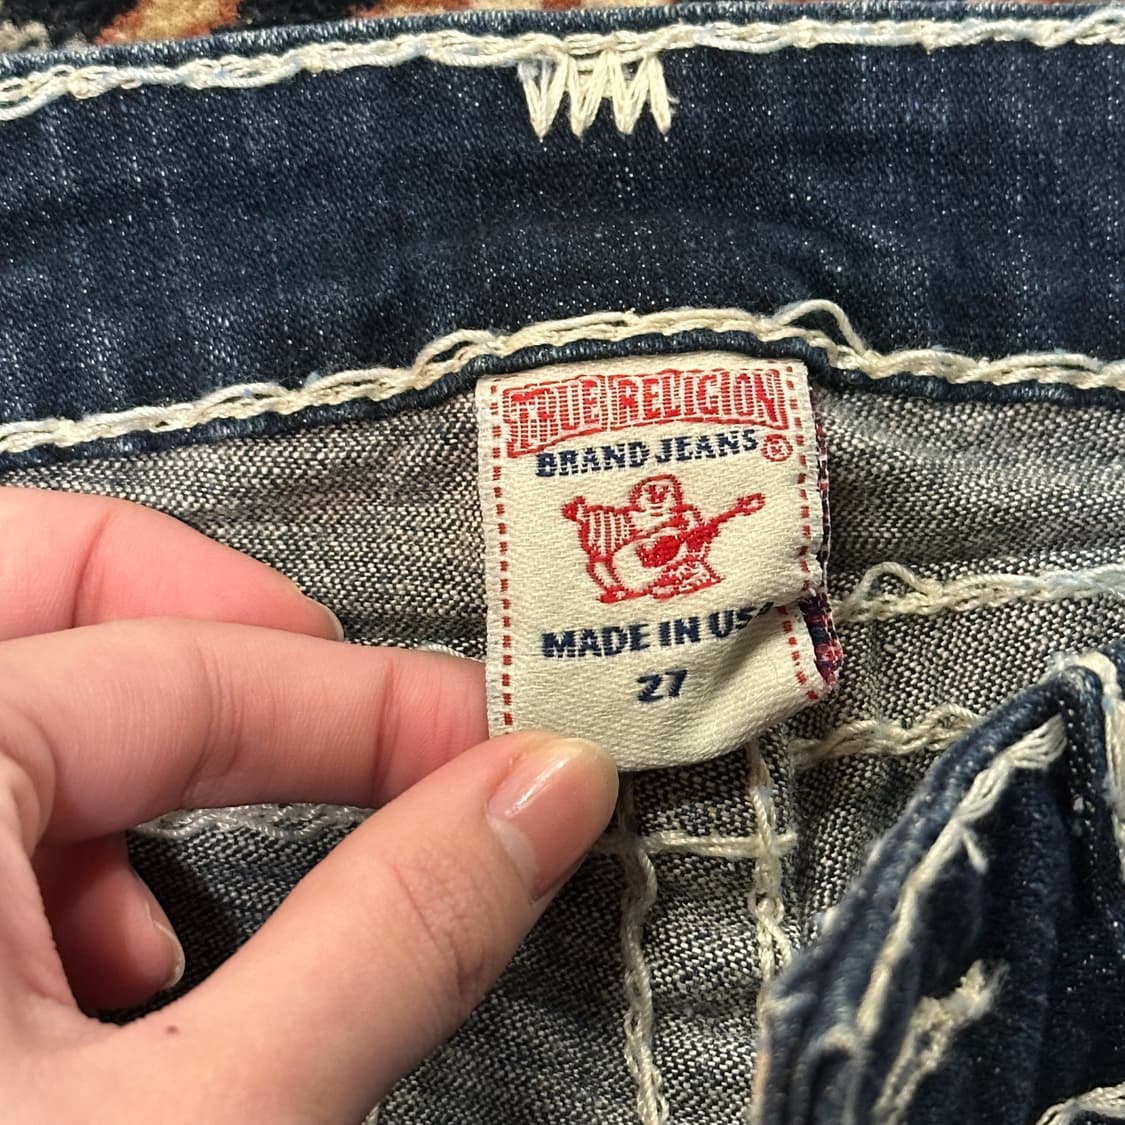 TRUE RELIGION
BRAND JEANS ®
MADE IN USA
27